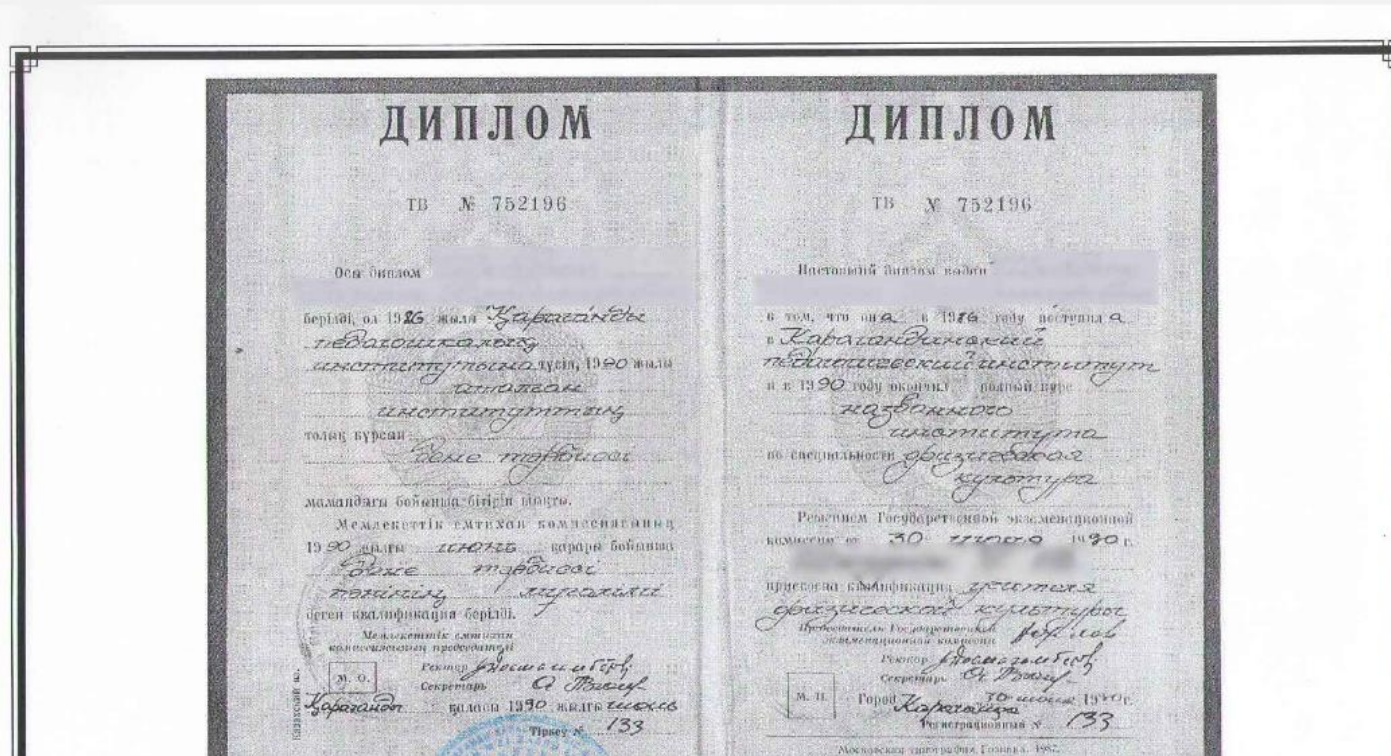 ДИПЛОМ
ТВ № 752196
Осы диплом
берілді, ол 1986 жылы Қарағанды
педагогикалық
институтына түсіп, 1990 жылы
аталған
институттың
толық курсын
дене тәрбиесі
мамандығы бойынша бітіріп шықты.
Мемлекеттік емтихан комиссиясының
1990 жылғы июнь қарары бойынша
дене тәрбиесі
пәнінің мұғалімі
деген квалификация берілді.
Мемлекеттік емтихан
комиссиясының председателі
Ректор
Секретарь
М. О.
Қарағанды қаласы 1990 жылғы июнь
Тіркеу № 133
ДИПЛОМ
ТВ № 752196
Настоящий диплом выдан
в том, что она в 1986 году поступила
в Карагандинский
педагогический институт
и в 1990 году окончил полный курс
названного
института
по специальности физическая
культура
Решением Государственной экзаменационной
комиссии от 30 июня 1990 г.
присвоена квалификация учителя
физической культуры
Председатель Государственной
экзаменационной комиссии
Ректор
Секретарь
М. П.
Город Караганда 30 июня 1990 г.
Регистрационный № 133
Московская типография Гознака. 1987.